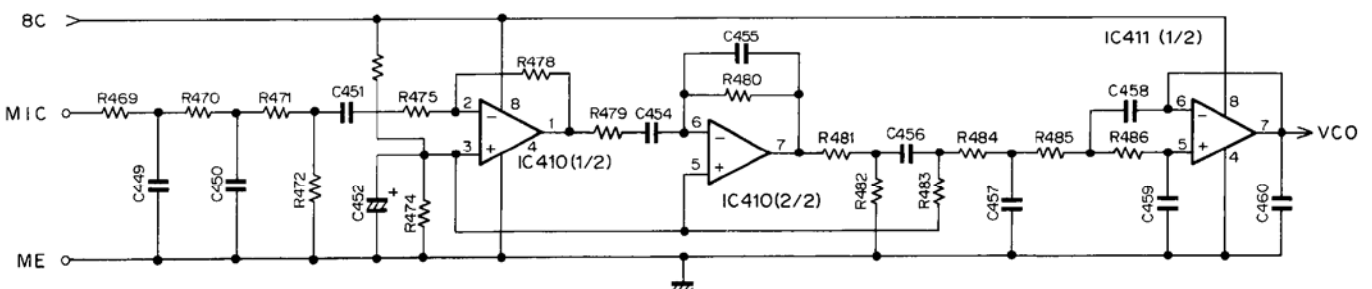 8C
MIC
ME
R469
R470
R471
C451
R475
R478
C449
C450
R472
C452
+
R474
2
−
3
+
8
1
4
IC410(1/2)
R479
C454
C455
R480
6
−
5
+
7
IC410(2/2)
R481
C456
R482
R483
R484
C457
R485
C458
R486
C459
IC411 (1/2)
6
−
5
+
8
7
4
C460
VCO